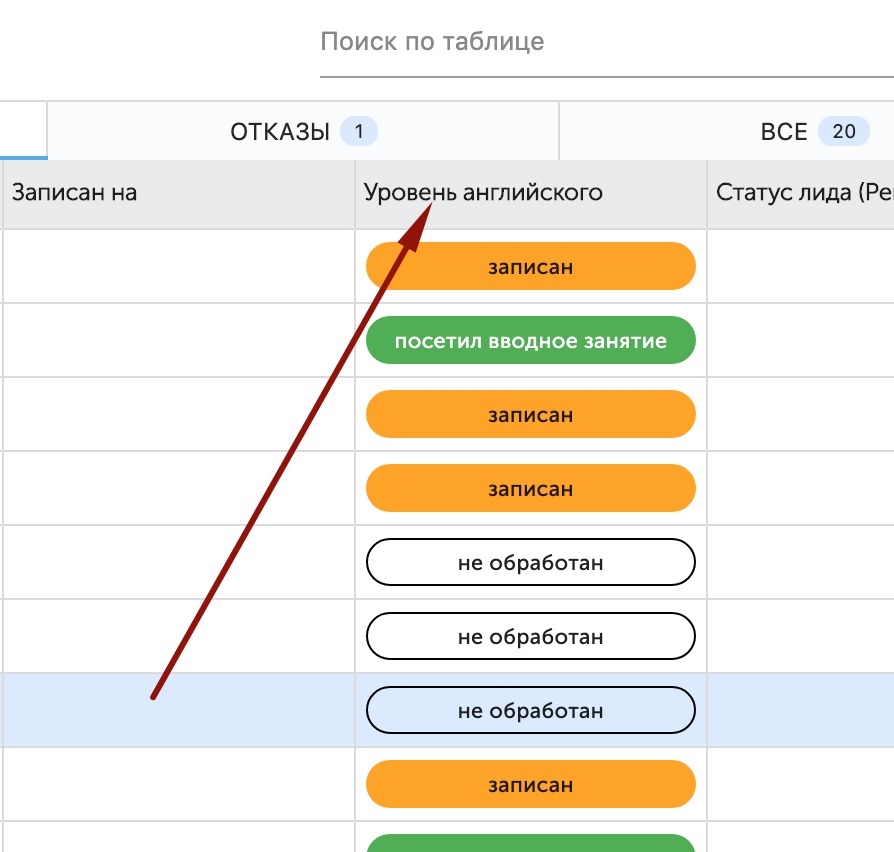 Поиск по таблице
ОТКАЗЫ 1 ВСЕ 20
Записан на Уровень английского Статус лида (Ре
записан
посетил вводное занятие
записан
записан
не обработан
не обработан
не обработан
записан